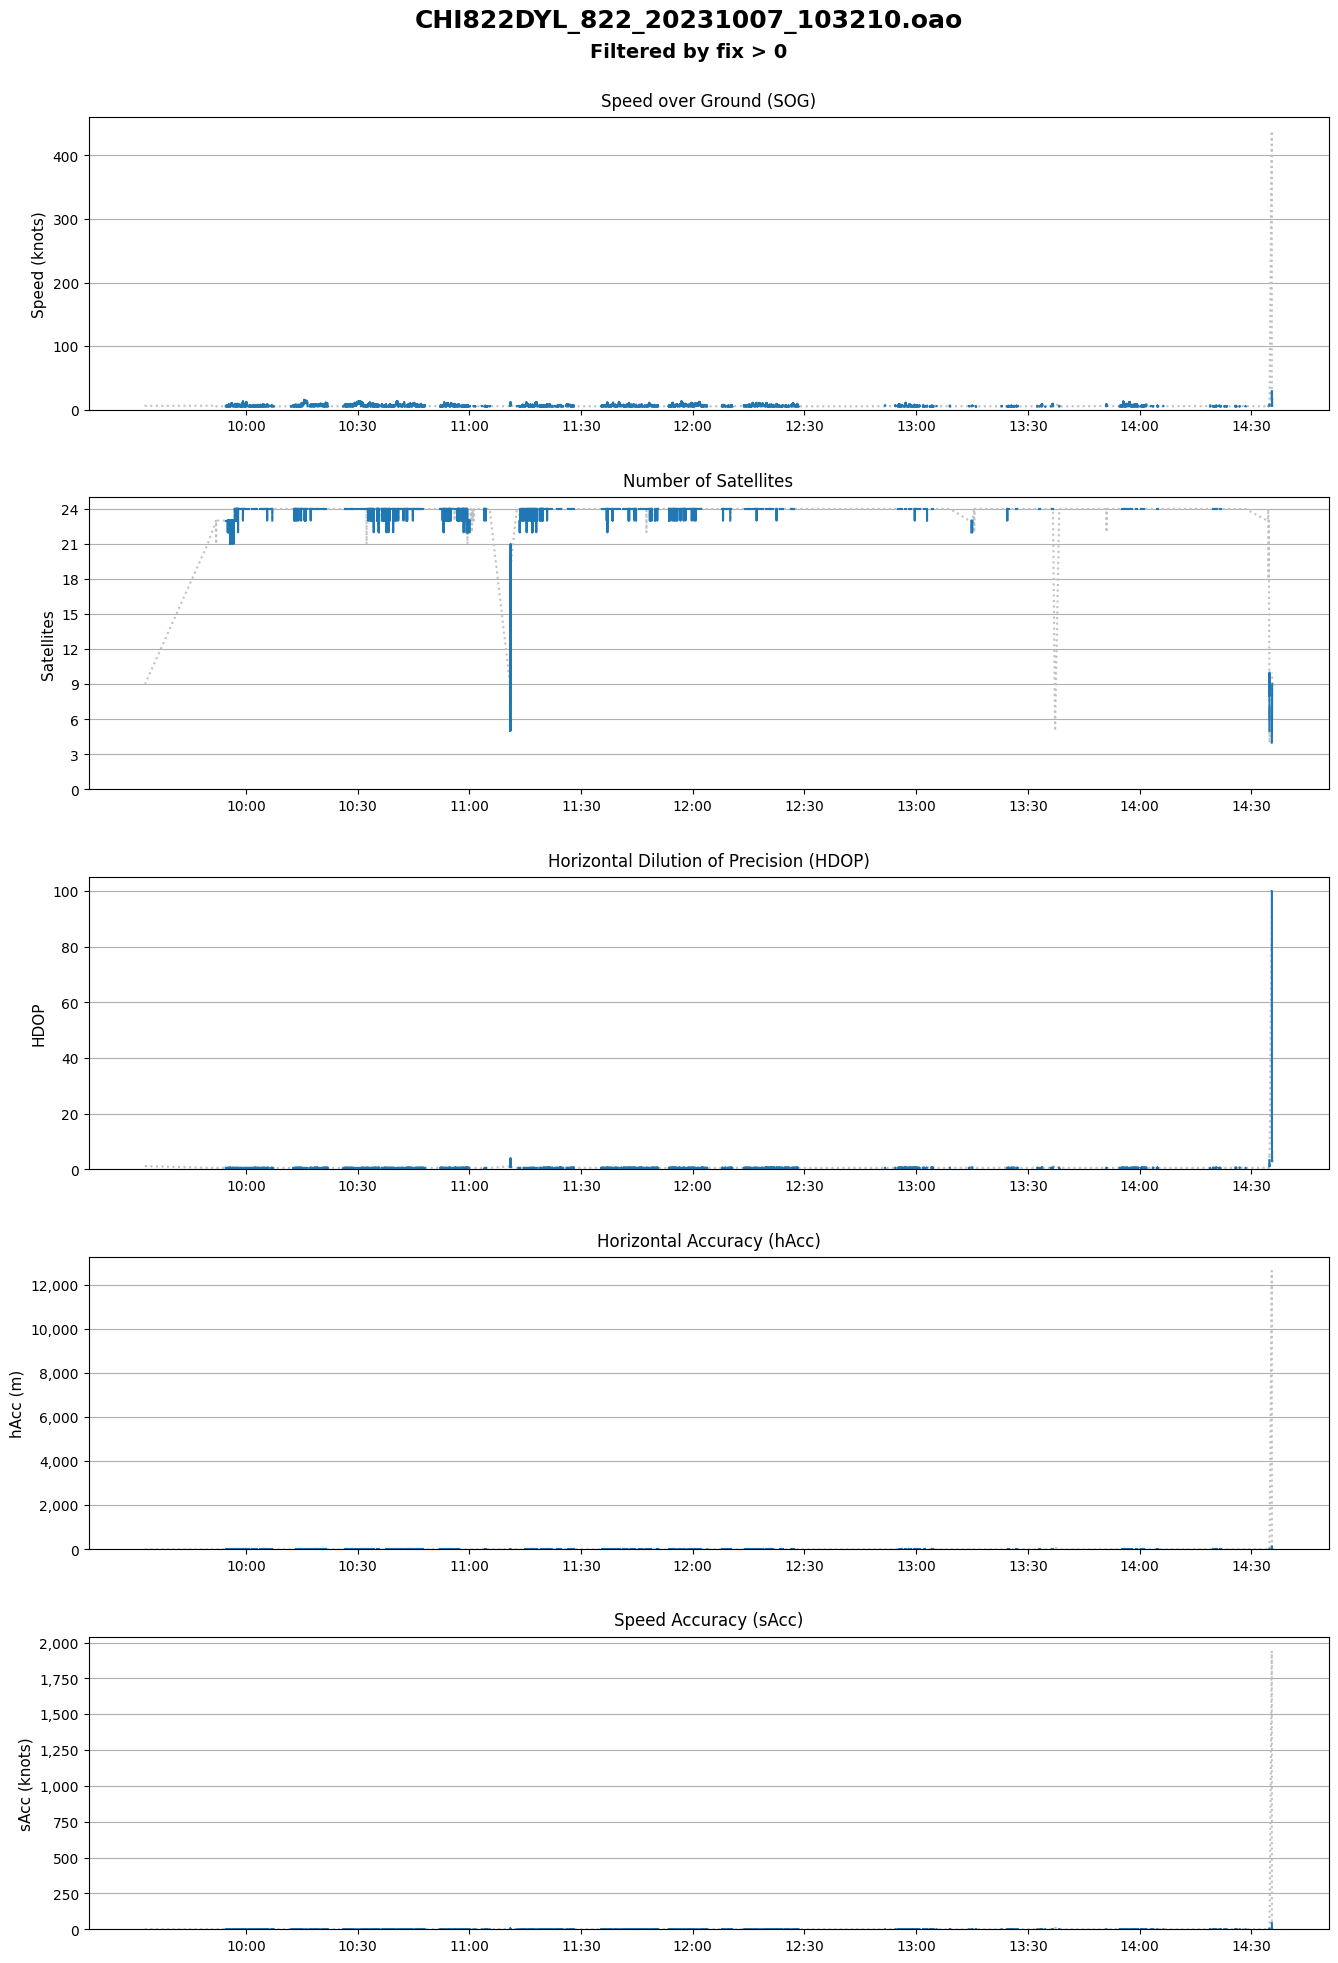 CHI822DYL_822_20231007_103210.oao
Filtered by fix > 0
Speed over Ground (SOG)
Speed (knots)
400
300
200
100
0
10:00 10:30 11:00 11:30 12:00 12:30 13:00 13:30 14:00 14:30
Number of Satellites
Satellites
24
21
18
15
12
9
6
3
0
10:00 10:30 11:00 11:30 12:00 12:30 13:00 13:30 14:00 14:30
Horizontal Dilution of Precision (HDOP)
HDOP
100
80
60
40
20
0
10:00 10:30 11:00 11:30 12:00 12:30 13:00 13:30 14:00 14:30
Horizontal Accuracy (hAcc)
hAcc (m)
12,000
10,000
8,000
6,000
4,000
2,000
0
10:00 10:30 11:00 11:30 12:00 12:30 13:00 13:30 14:00 14:30
Speed Accuracy (sAcc)
sAcc (knots)
2,000
1,750
1,500
1,250
1,000
750
500
250
0
10:00 10:30 11:00 11:30 12:00 12:30 13:00 13:30 14:00 14:30